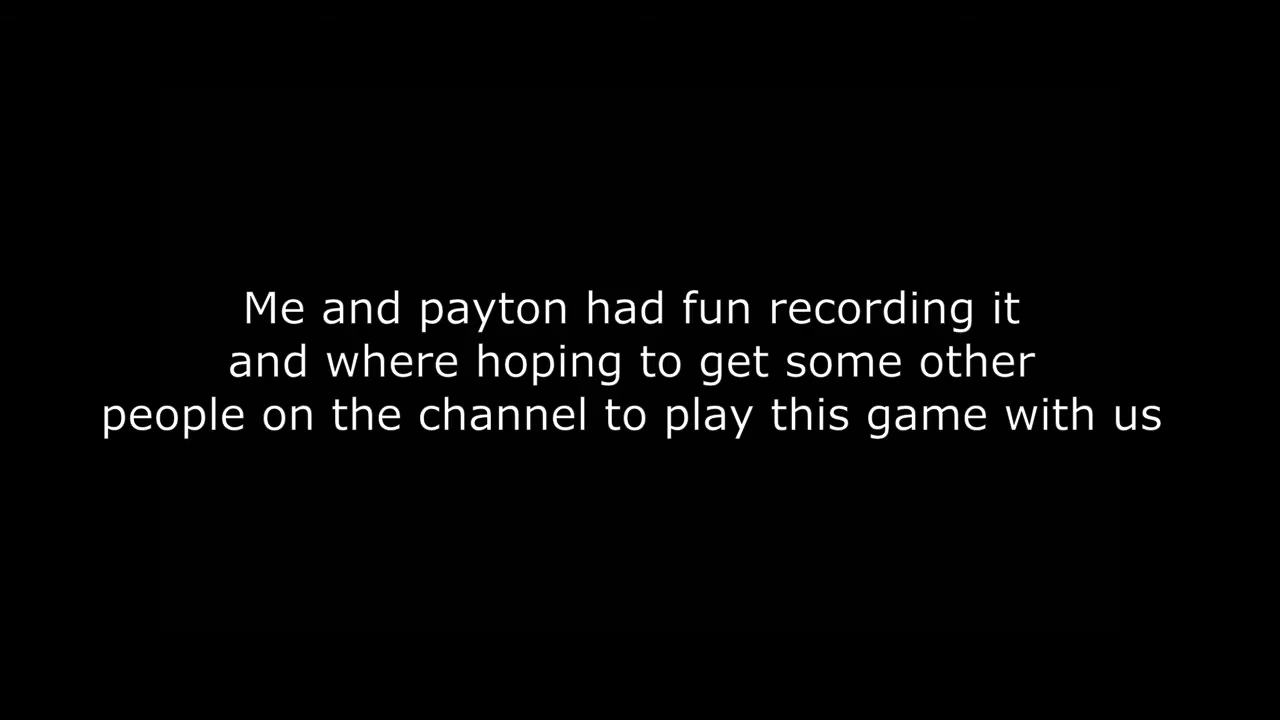 Me and payton had fun recording it
and where hoping to get some other
people on the channel to play this game with us